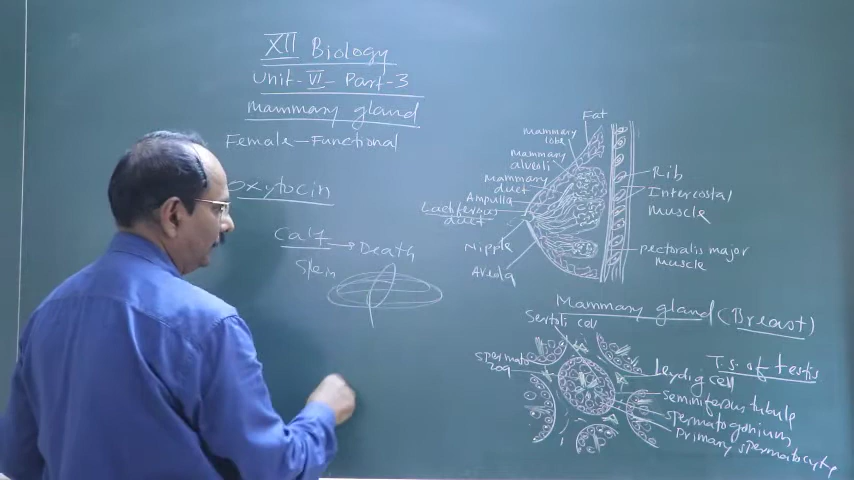 XII Biology
Unit-VI- Part-3
Mammary gland
Female-Functional
oxytocin
Calf → Death
Skin
Fat
mammary
lobe
mammary
alveoli
mammary
duct
Ampulla
Lactiferous
duct
Nipple
Areola
Rib
Intercostal
muscle
pectoralis major
muscle
Mammary gland (Breast)
Sertoli cell
spermato
zoa
T.S. of testis
Leydig cell
seminiferous tubule
spermatogonium
primary spermatocyte